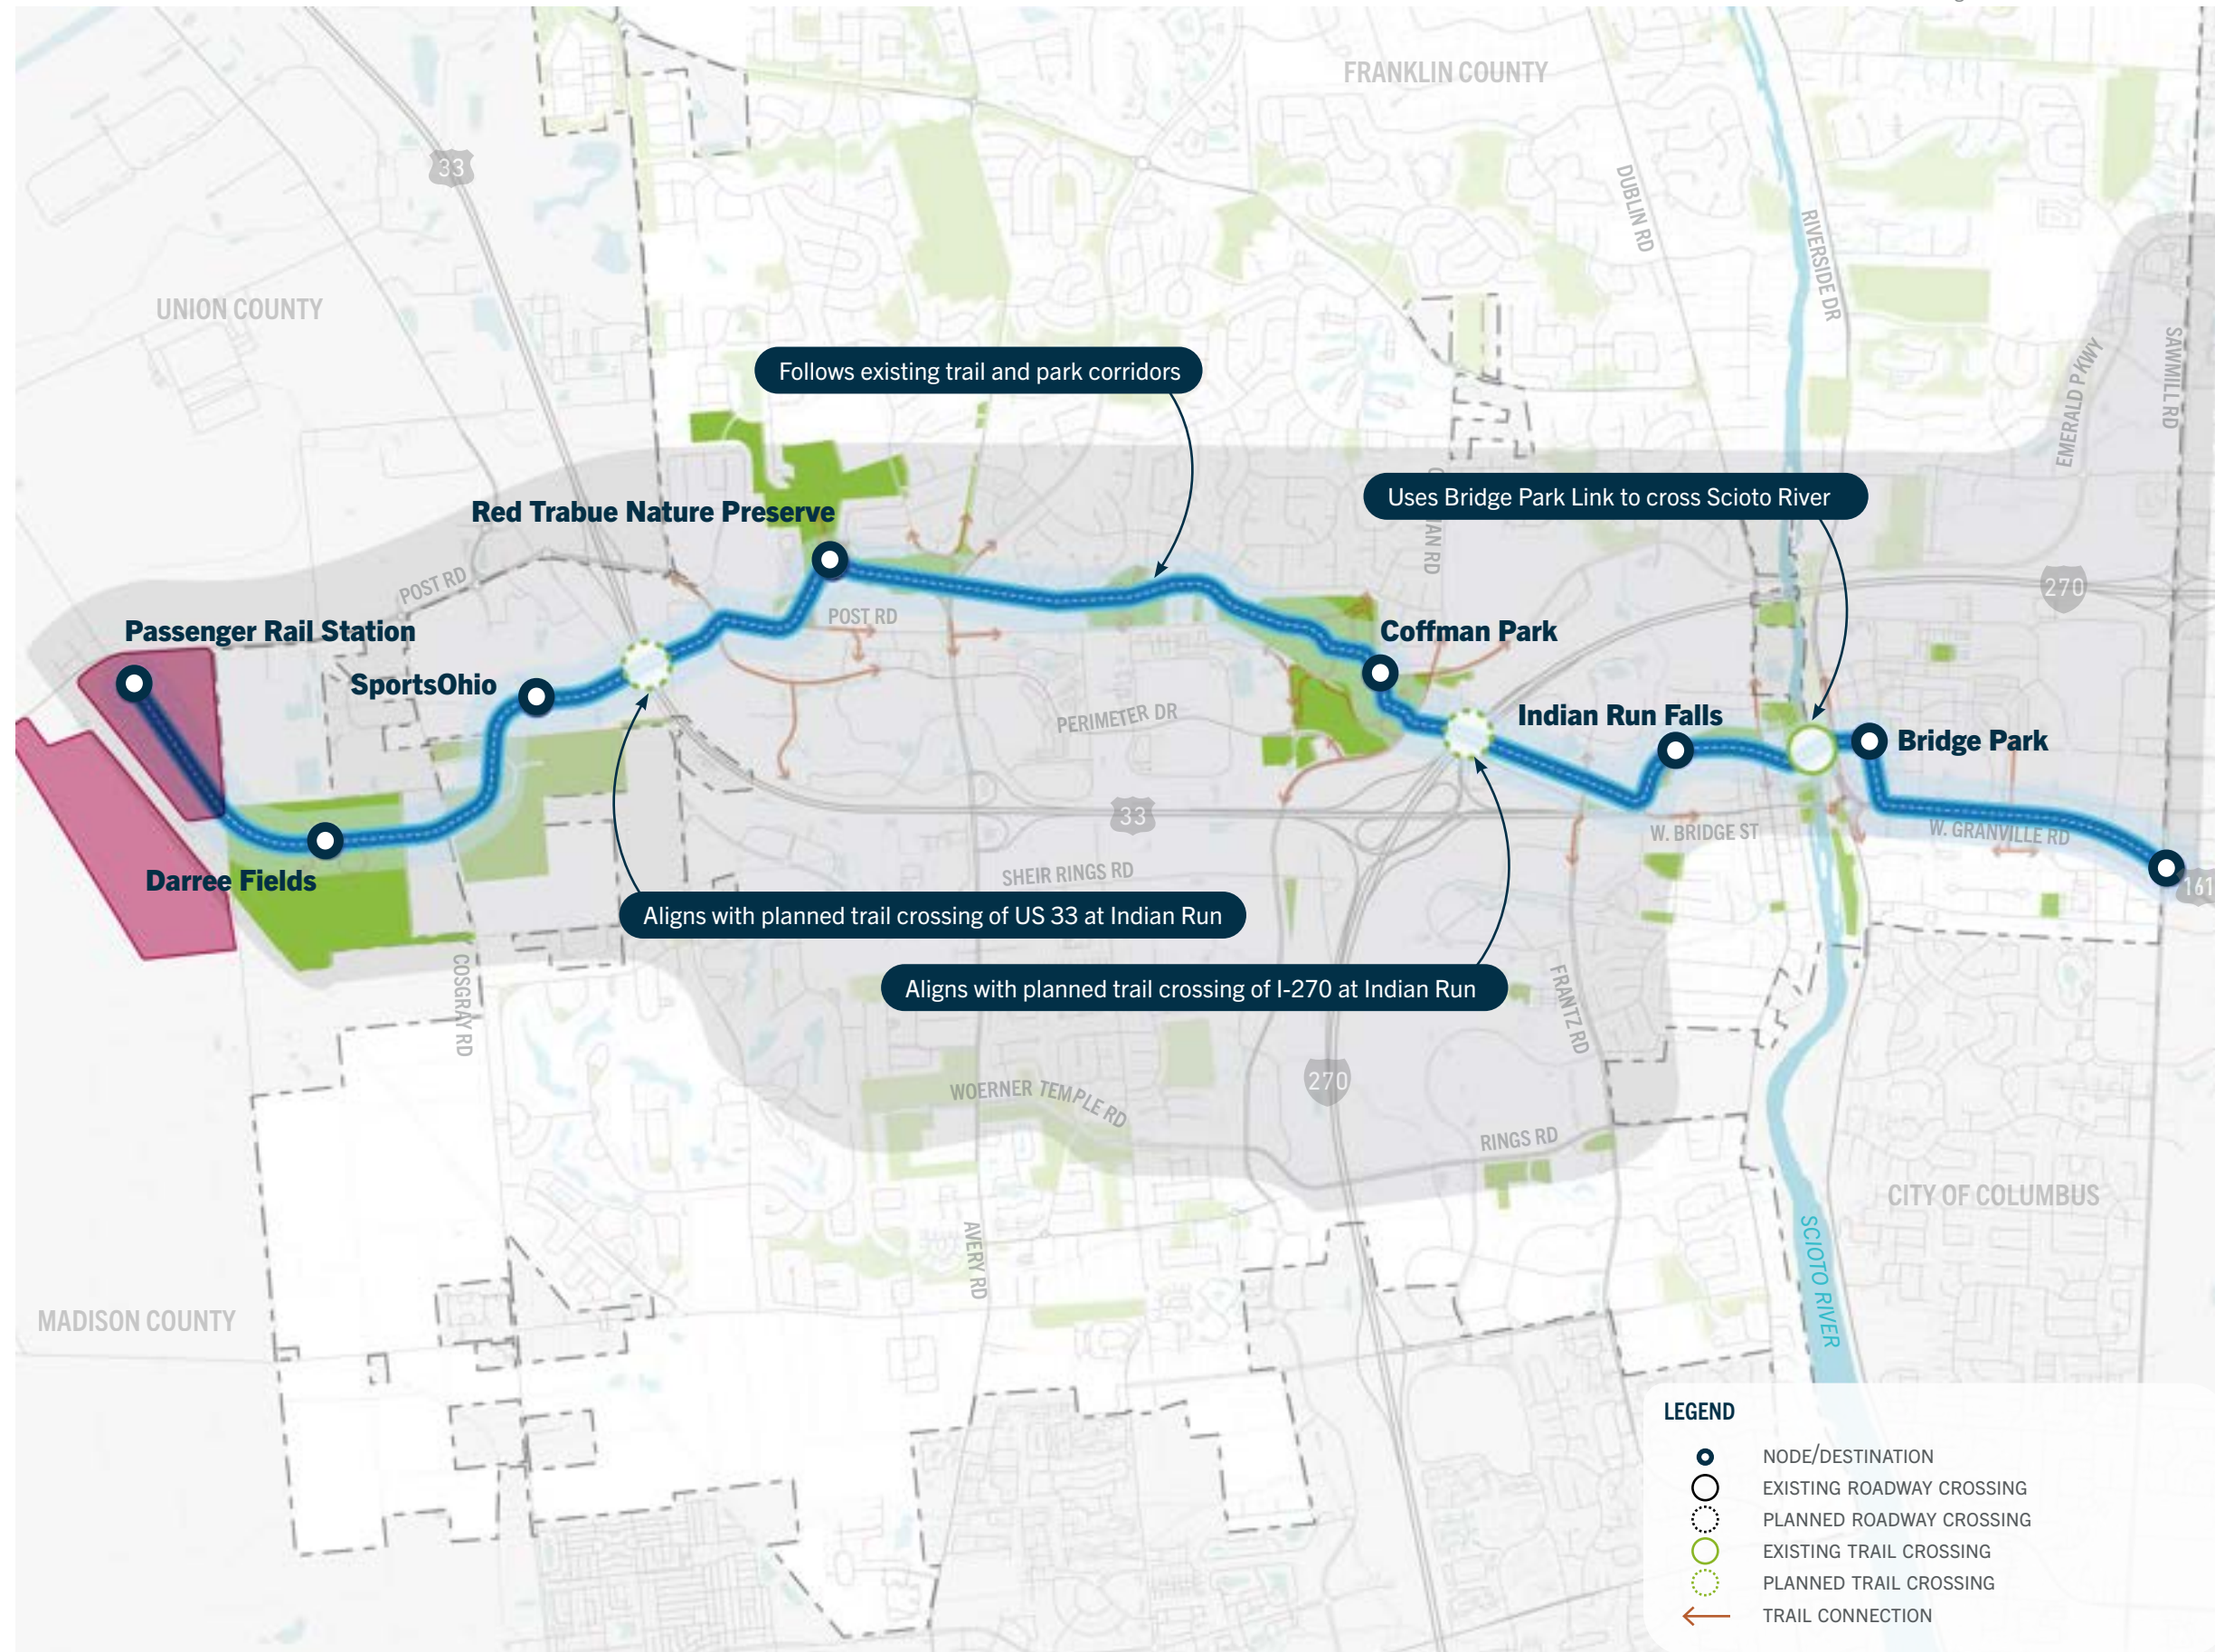 FRANKLIN COUNTY
33
DUBLIN RD
RIVERSIDE DR
UNION COUNTY
SAWMILL RD
EMERALD PKWY
Follows existing trail and park corridors
Uses Bridge Park Link to cross Scioto River
Red Trabue Nature Preserve
POST RD
270
POST RD
Passenger Rail Station
Coffman Park
SportsOhio
PERIMETER DR
Indian Run Falls
Bridge Park
33
W. BRIDGE ST
W. GRANVILLE RD
SHEIR RINGS RD
Darree Fields
161
Aligns with planned trail crossing of US 33 at Indian Run
Aligns with planned trail crossing of I-270 at Indian Run
COSGRAY RD
FRANTZ RD
270
WOERNER TEMPLE RD
RINGS RD
CITY OF COLUMBUS
AVERY RD
SCIOTO RIVER
MADISON COUNTY
LEGEND
NODE/DESTINATION
EXISTING ROADWAY CROSSING
PLANNED ROADWAY CROSSING
EXISTING TRAIL CROSSING
PLANNED TRAIL CROSSING
TRAIL CONNECTION